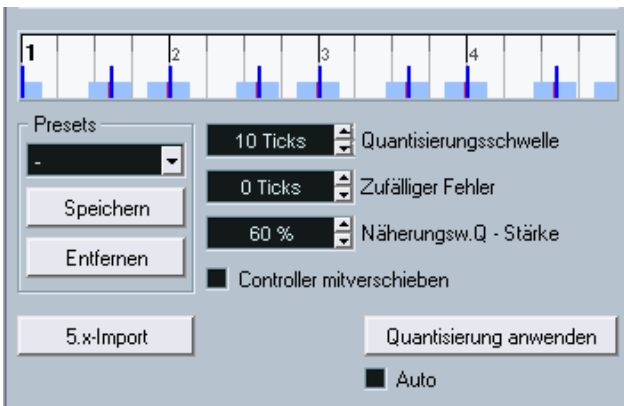 1 2 3 4
Presets
10 Ticks Quantisierungsschwelle
-
0 Ticks Zufälliger Fehler
Speichern
60 % Näherungsw.Q - Stärke
Entfernen
Controller mitverschieben
5.x-Import Quantisierung anwenden
Auto